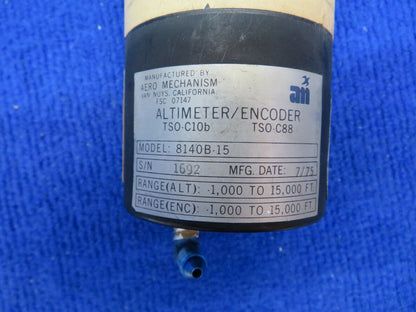 MANUFACTURED BY
AERO MECHANISM
VAN NUYS, CALIFORNIA
FSC 07147
am
ALTIMETER/ENCODER
TSO-C10b TSO-C88
MODEL: 8140B-15
S/N 1692 MFG. DATE: 7/75
RANGE(ALT): -1,000 TO 15,000 FT.
RANGE(ENC): -1,000 TO 15,000 FT.